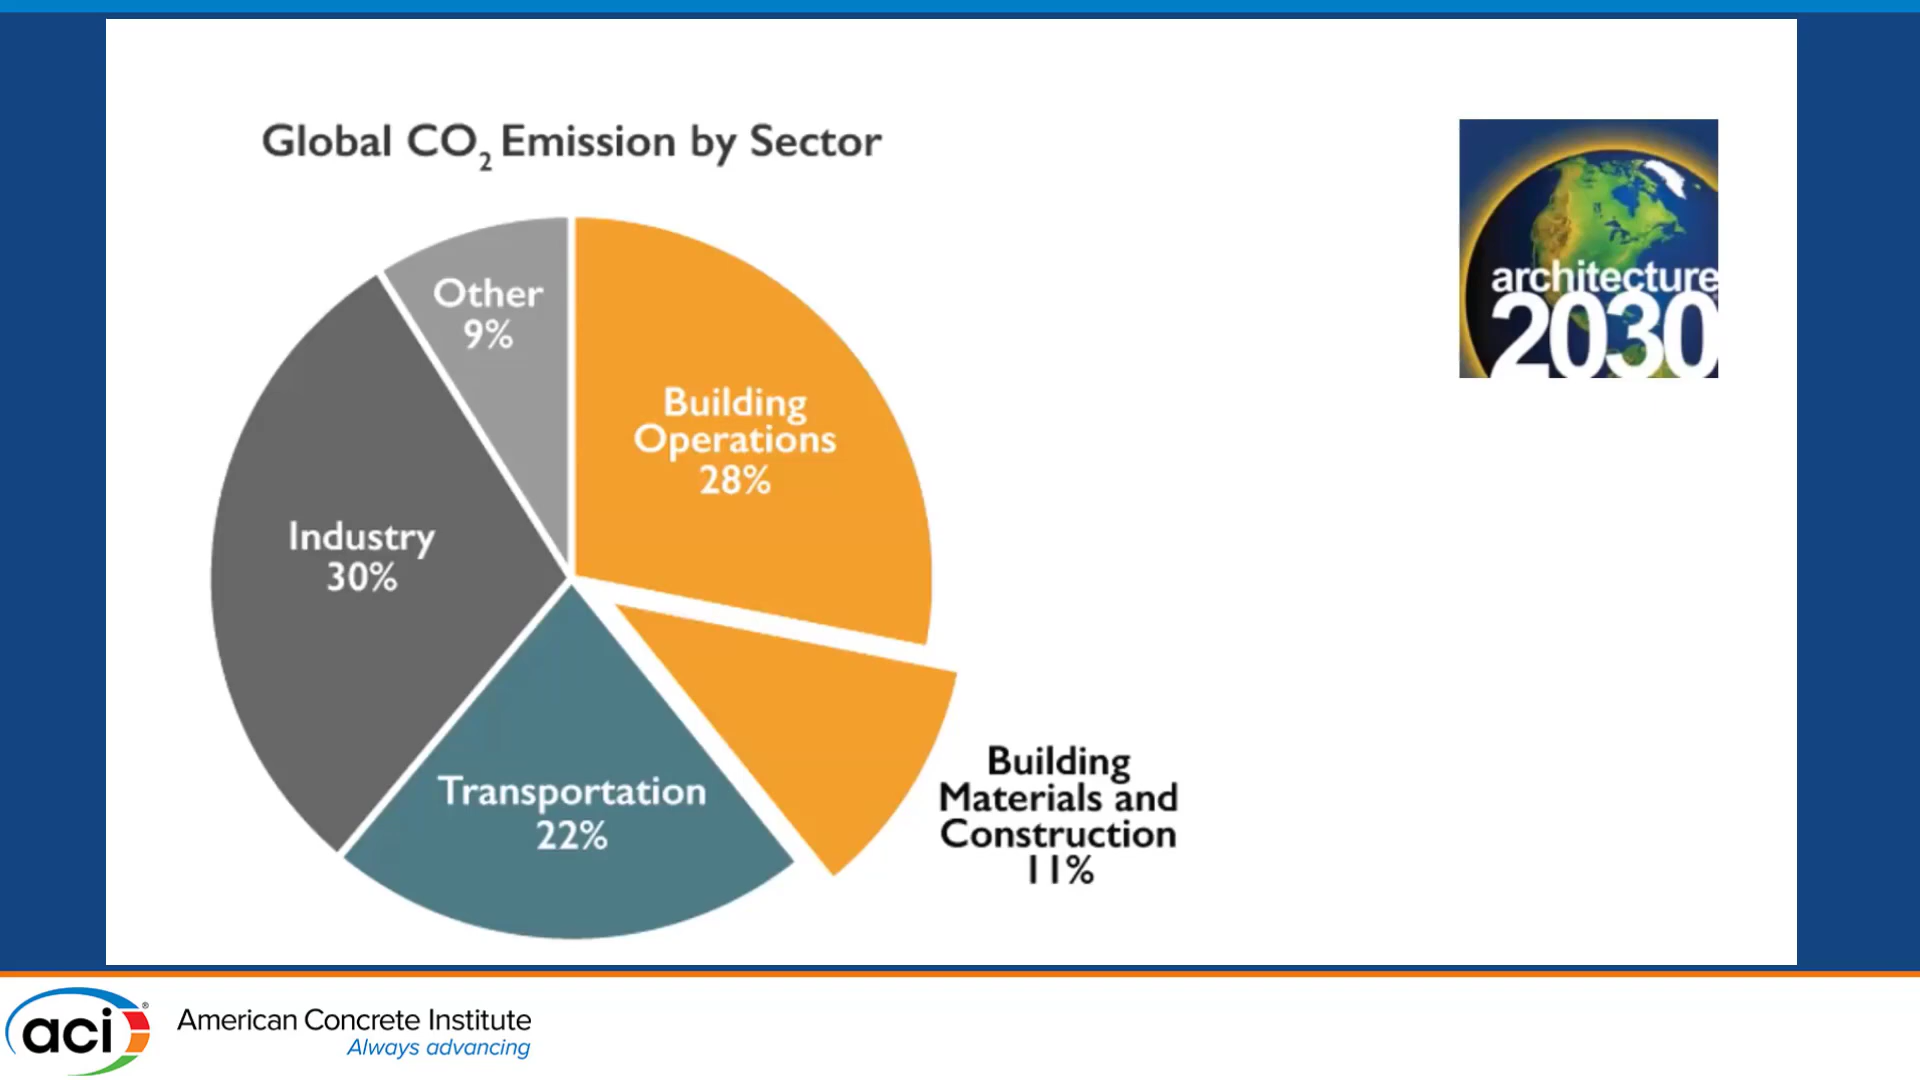 Global CO₂ Emission by Sector
architecture
2030
Other
9%
Building
Operations
28%
Industry
30%
Transportation
22%
Building
Materials and
Construction
11%
aci®
American Concrete Institute
Always advancing